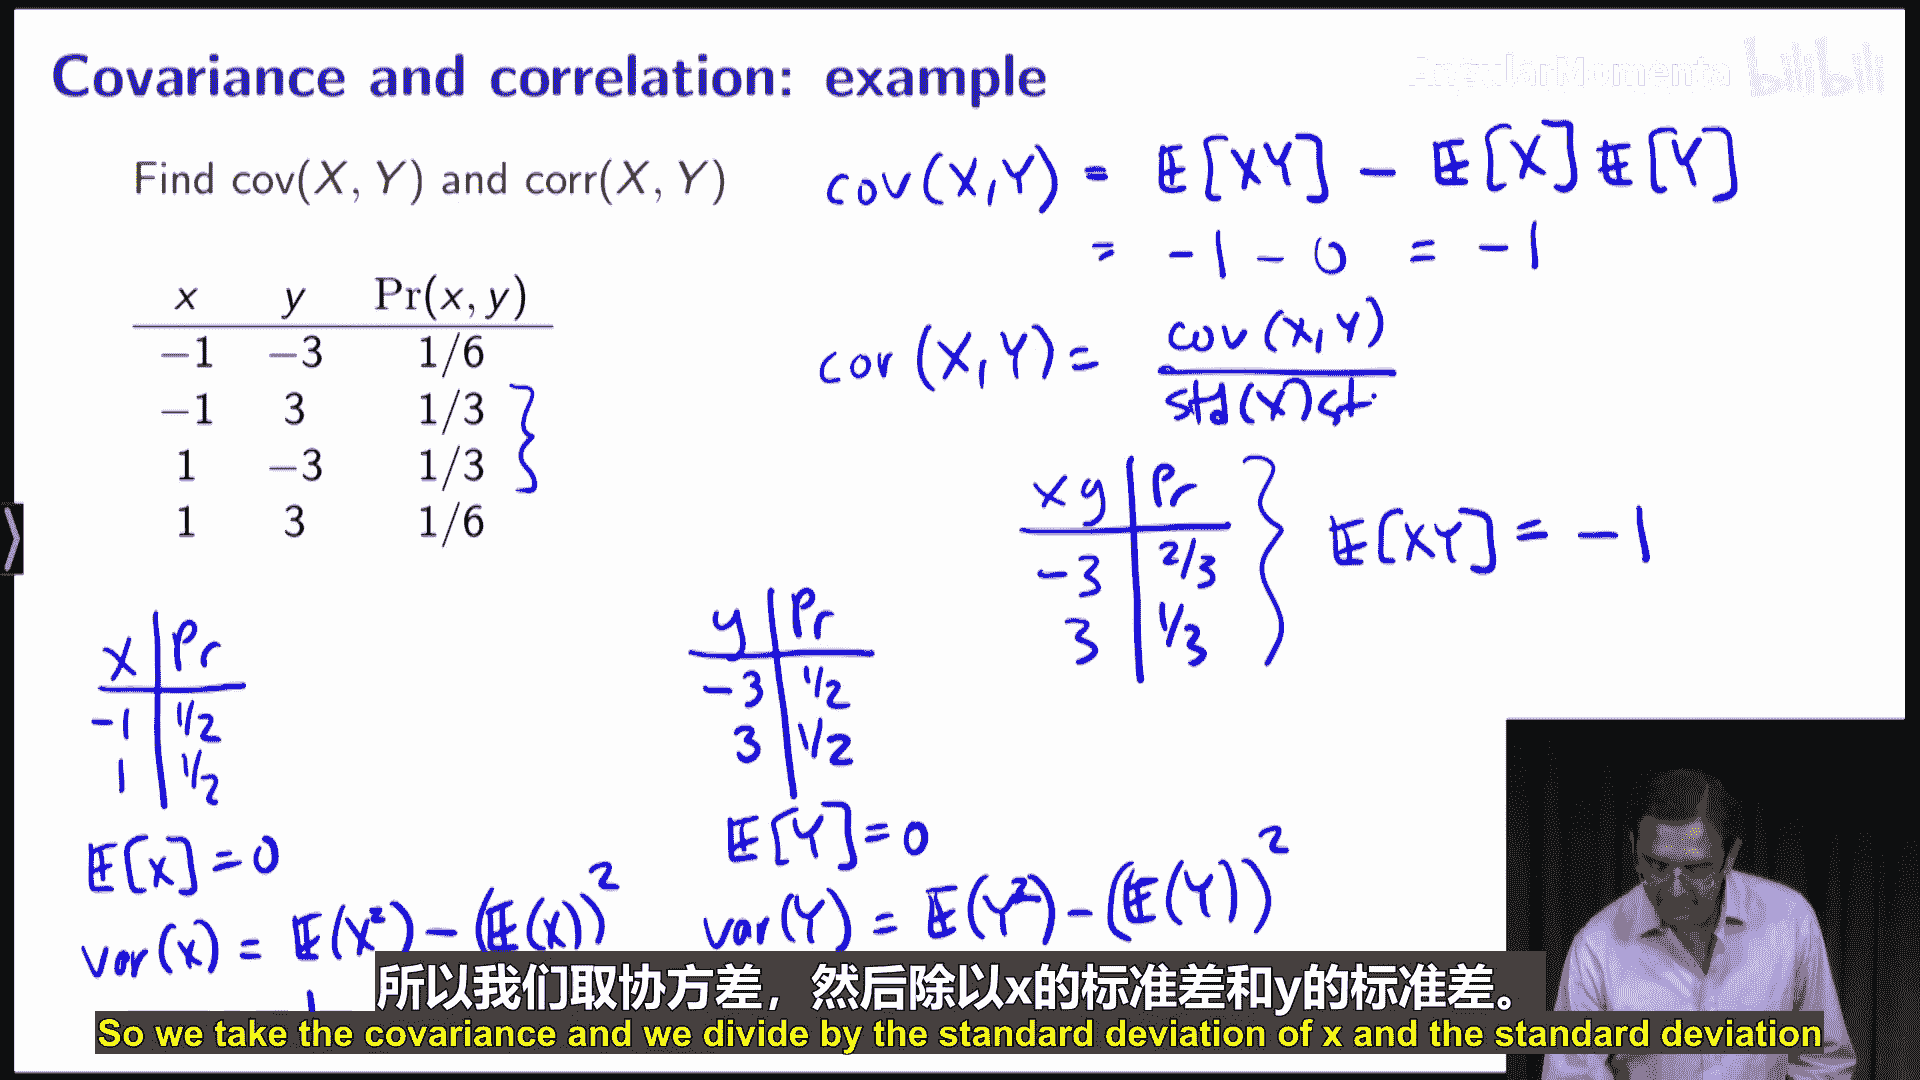 Covariance and correlation: example
AngularMomenta bilibili
Find cov(X, Y) and corr(X, Y)
cov(X,Y) = E[XY] - E[X] E[Y]
= -1 - 0 = -1
x y Pr(x, y)
−1 −3 1/6
−1 3 1/3
1 −3 1/3
1 3 1/6
cor(X,Y) = cov(X,Y)
std(X) st
xy Pr
-3 2/3
3 1/3
E[XY] = -1
x Pr
-1 1/2
1 1/2
E[x] = 0
var(x) = E(X²) - (E(x))²
y Pr
-3 1/2
3 1/2
E[Y] = 0
var(Y) = E(Y²) - (E(Y))²
所以我们取协方差，然后除以x的标准差和y的标准差。
So we take the covariance and we divide by the standard deviation of x and the standard deviation